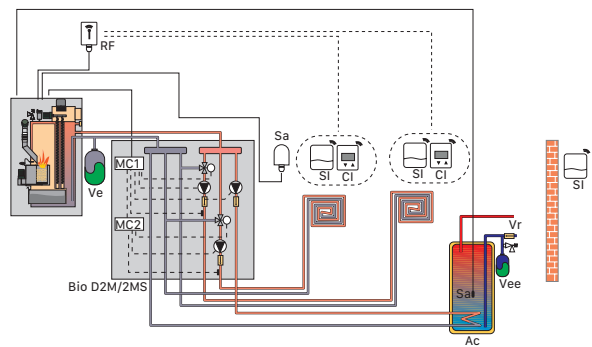 RF
Sa
MC1
SI CI
SI CI
SI
Ve
MC2
Vr
Bio D2M/2MS
Sa
Vee
Ac